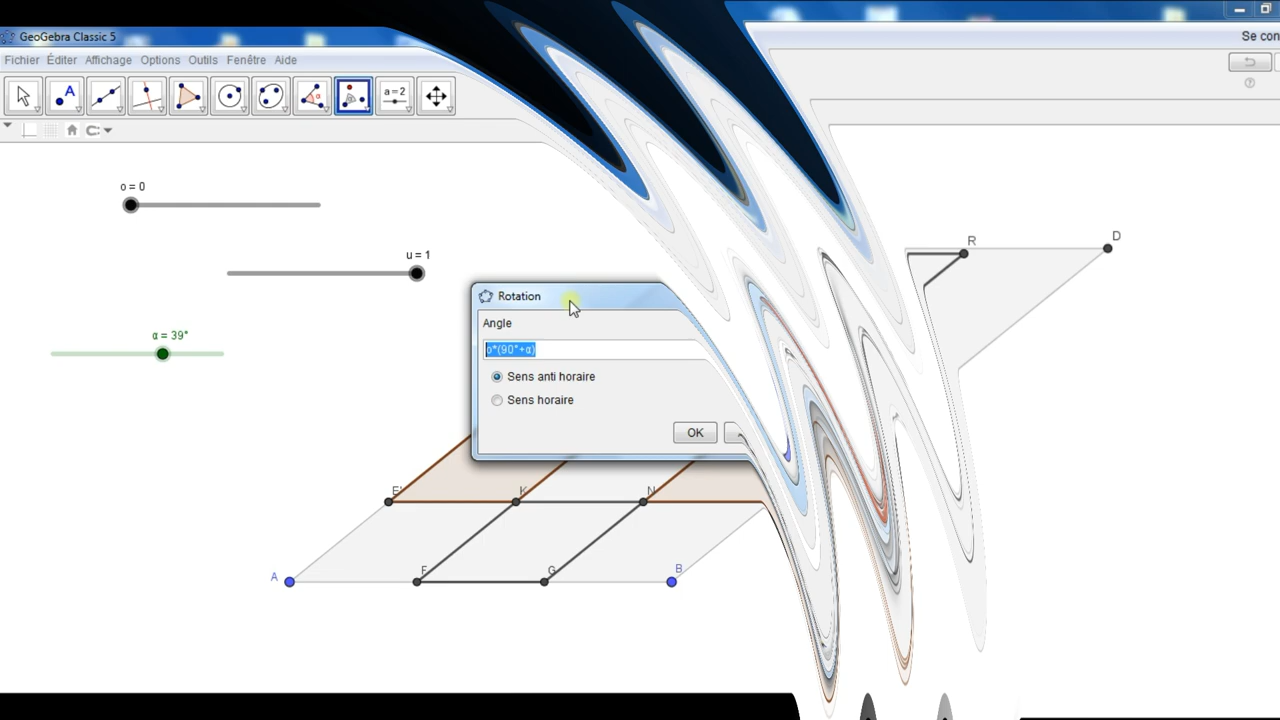 GeoGebra Classic 5
Fichier Éditer Affichage Options Outils Fenêtre Aide
Se con
A
a=2
o = 0
u = 1
α = 39°
R
D
Rotation
Angle
o*(90°+α)
Sens anti horaire
Sens horaire
OK
E'
K
N
A
F
G
B